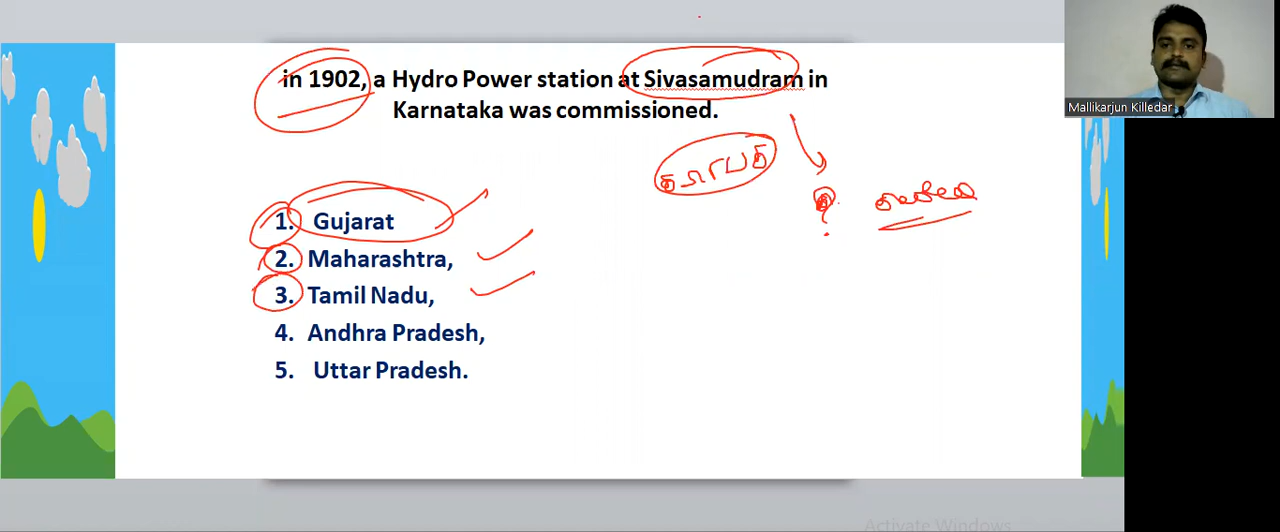 in 1902, a Hydro Power station at Sivasamudram in
Karnataka was commissioned.
1. Gujarat
2. Maharashtra,
3. Tamil Nadu,
4. Andhra Pradesh,
5. Uttar Pradesh.
Mallikarjun Killedar
Activate Windows